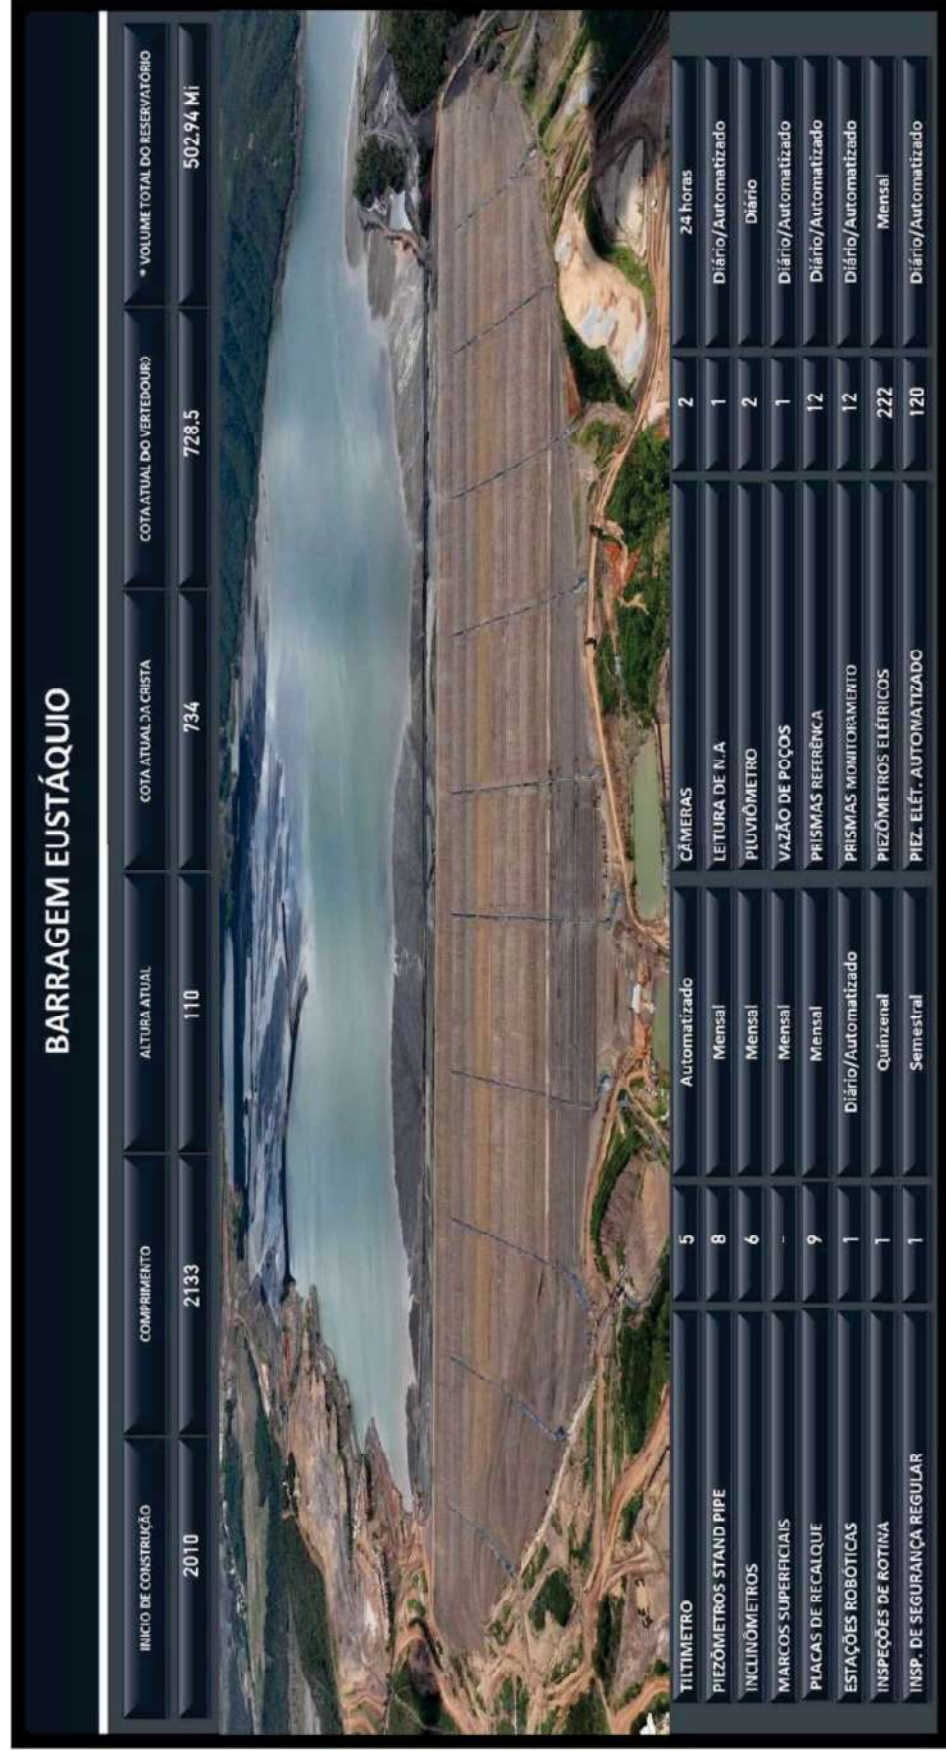 BARRAGEM EUSTÁQUIO
INICIO DE CONSTRUÇÃO COMPRIMENTO ALTURA ATUAL COTA ATUAL DA CRISTA COTA ATUAL DO VERTEDOUR) * VOLUME TOTAL DO RESERVATÓRIO
2010 2133 110 734 728.5 502.94 Mi
TILTIMETRO 5 Automatizado CÂMERAS 2 24 horas
PIEZÔMETROS STAND PIPE 8 Mensal LEITURA DE N.A 1 Diário/Automatizado
INCLINÔMETROS 6 Mensal PLUVIÔMETRO 2 Diário
MARCOS SUPERFICIAIS - Mensal VAZÃO DE POÇOS 1 Diário/Automatizado
PLACAS DE RECALQUE 9 Mensal PRISMAS REFERÊNCA 12 Diário/Automatizado
ESTAÇÕES ROBÓTICAS 1 Diário/Automatizado PRISMAS MONITORAMENTO 12 Diário/Automatizado
INSPEÇÕES DE ROTINA 1 Quinzenal PIEZÔMETROS ELÉTRICOS 222 Mensal
INSP. DE SEGURANÇA REGULAR 1 Semestral PIEZ. ELÉT. AUTOMATIZADO 120 Diário/Automatizado